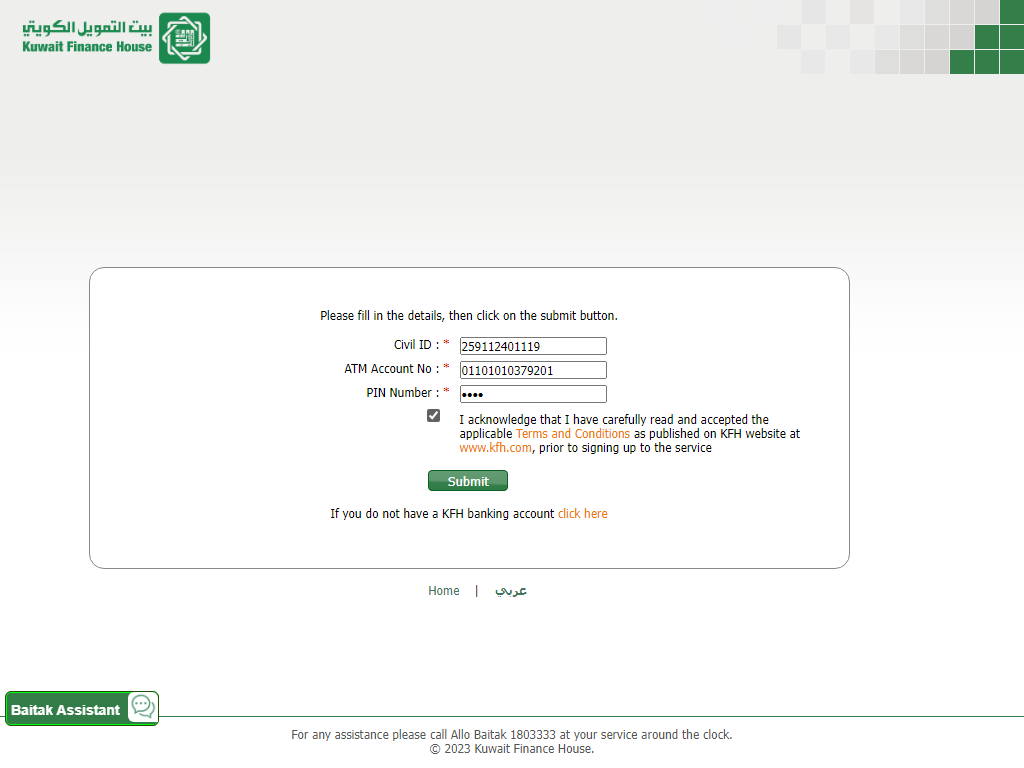 بيت التمويل الكويتي
Kuwait Finance House
Please fill in the details, then click on the submit button.
Civil ID : * 259112401119
ATM Account No : * 01101010379201
PIN Number : * ••••
I acknowledge that I have carefully read and accepted the
applicable Terms and Conditions as published on KFH website at
www.kfh.com, prior to signing up to the service
Submit
If you do not have a KFH banking account click here
Home | عربي
Baitak Assistant
For any assistance please call Allo Baitak 1803333 at your service around the clock.
© 2023 Kuwait Finance House.